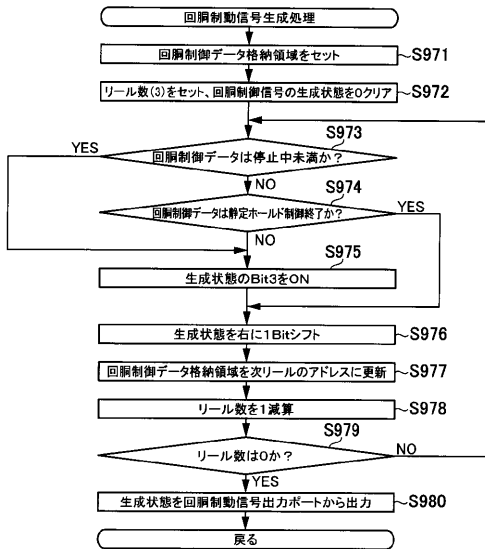 回胴制動信号生成処理
回胴制御データ格納領域をセット
S971
リール数(3)をセット、回胴制御信号の生成状態を0クリア
S972
S973
YES
回胴制御データは停止中未満か?
NO
S974
回胴制御データは静定ホールド制御終了か?
YES
NO
S975
生成状態のBit3をON
生成状態を右に1Bitシフト
S976
回胴制御データ格納領域を次リールのアドレスに更新
S977
リール数を1減算
S978
S979
リール数は0か?
NO
YES
生成状態を回胴制動信号出力ポートから出力
S980
戻る